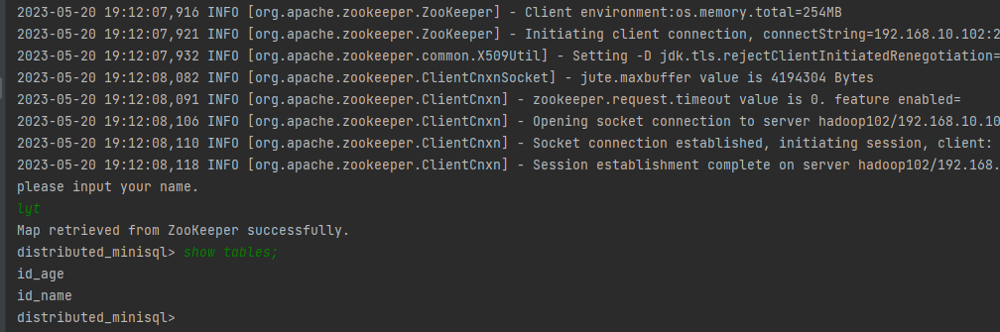 2023-05-20 19:12:07,916 INFO [org.apache.zookeeper.ZooKeeper] - Client environment:os.memory.total=254MB
2023-05-20 19:12:07,921 INFO [org.apache.zookeeper.ZooKeeper] - Initiating client connection, connectString=192.168.10.102:2
2023-05-20 19:12:07,932 INFO [org.apache.zookeeper.common.X509Util] - Setting -D jdk.tls.rejectClientInitiatedRenegotiation=
2023-05-20 19:12:08,082 INFO [org.apache.zookeeper.ClientCnxnSocket] - jute.maxbuffer value is 4194304 Bytes
2023-05-20 19:12:08,091 INFO [org.apache.zookeeper.ClientCnxn] - zookeeper.request.timeout value is 0. feature enabled=
2023-05-20 19:12:08,106 INFO [org.apache.zookeeper.ClientCnxn] - Opening socket connection to server hadoop102/192.168.10.10
2023-05-20 19:12:08,110 INFO [org.apache.zookeeper.ClientCnxn] - Socket connection established, initiating session, client:
2023-05-20 19:12:08,118 INFO [org.apache.zookeeper.ClientCnxn] - Session establishment complete on server hadoop102/192.168.
please input your name.
lyt
Map retrieved from ZooKeeper successfully.
distributed_minisql> show tables;
id_age
id_name
distributed_minisql>